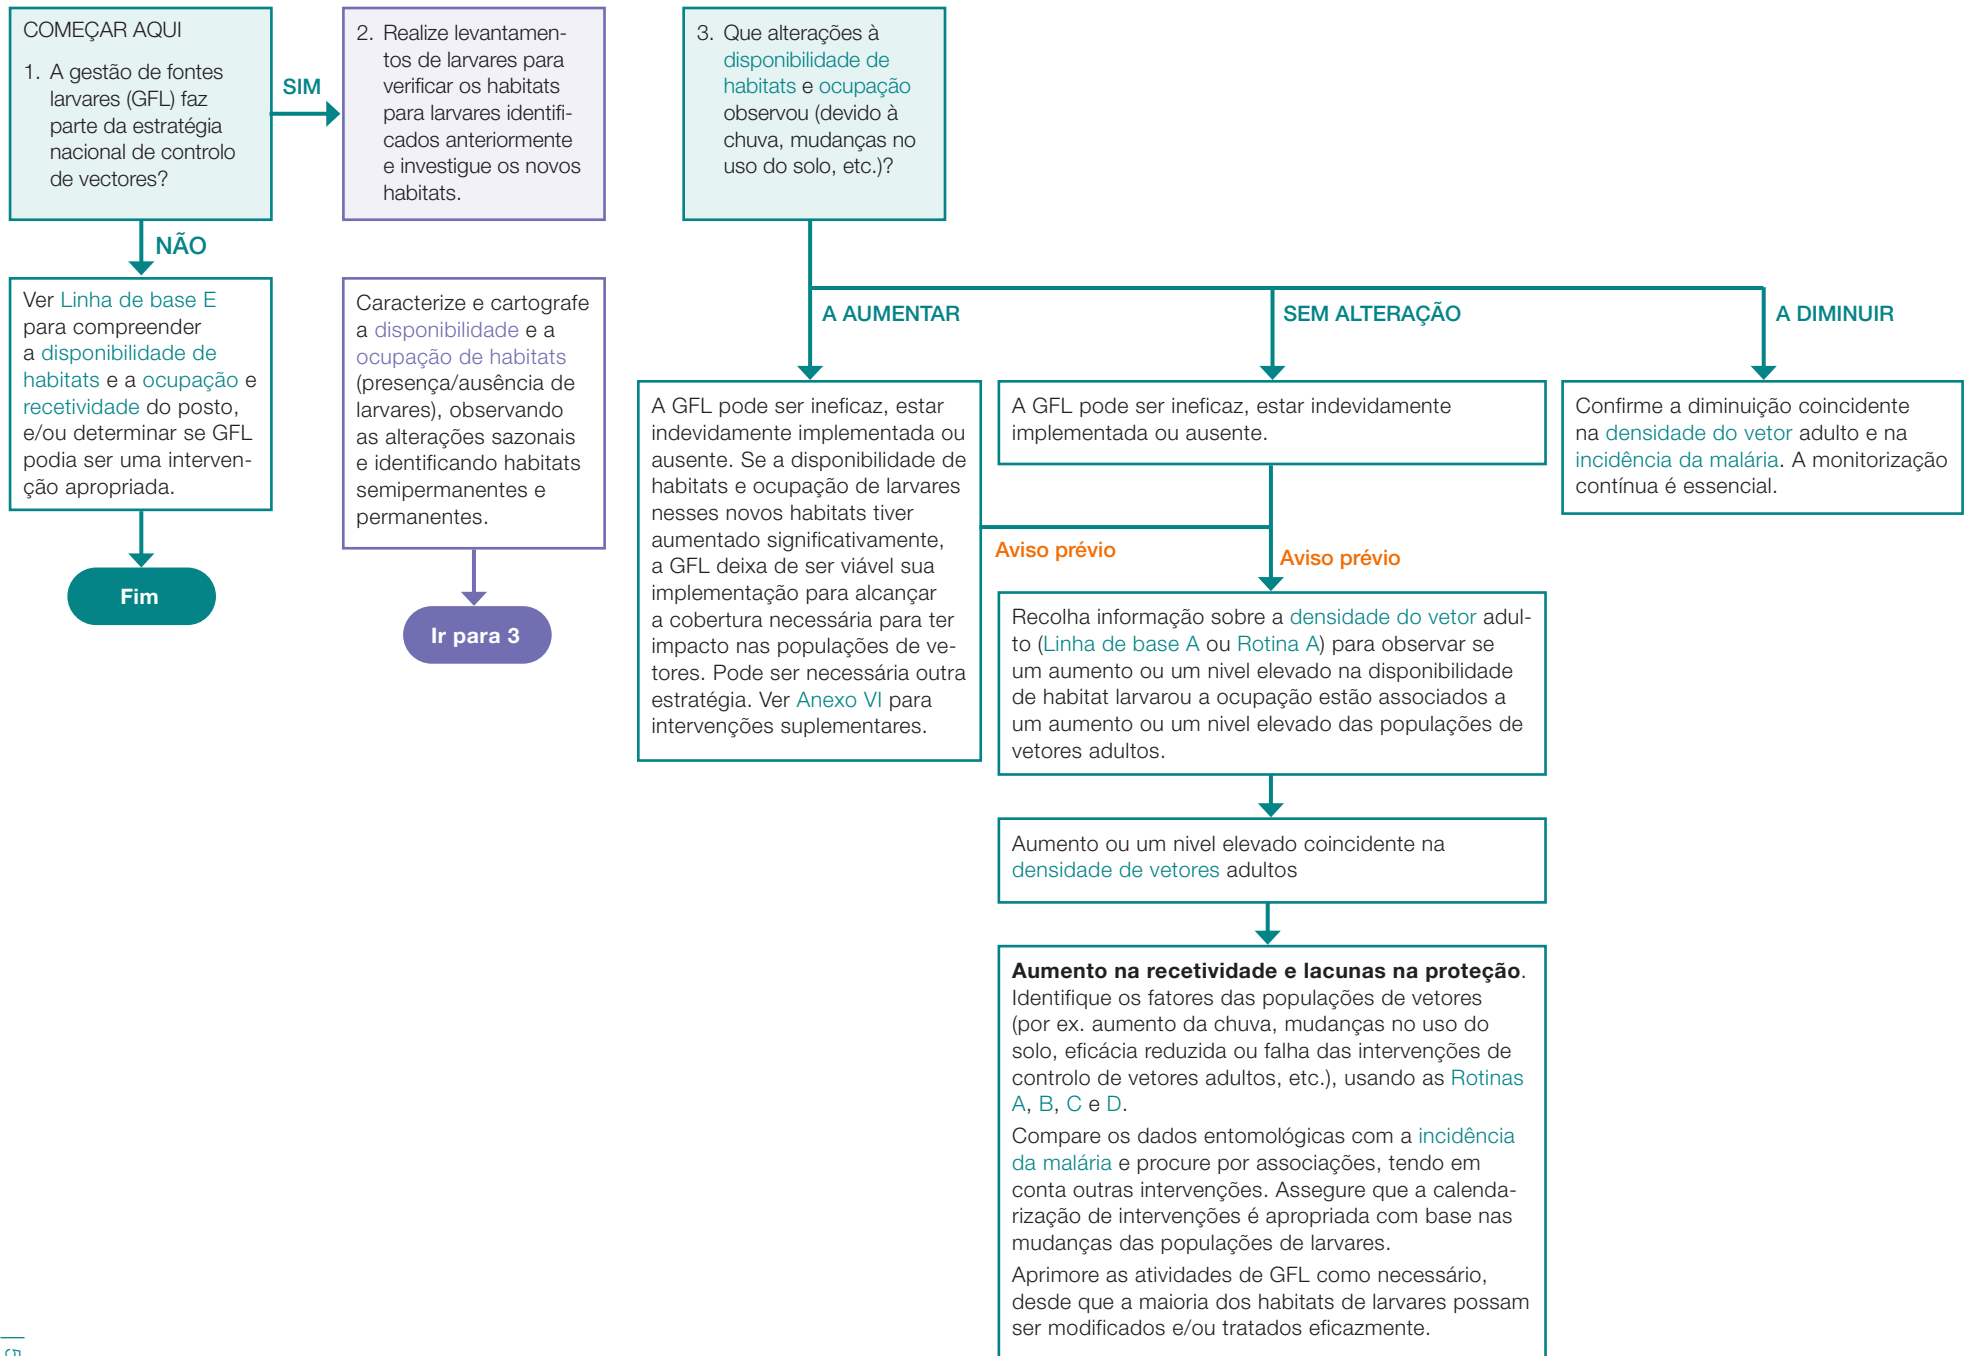 COMEÇAR AQUI
1. A gestão de fontes
larvares (GFL) faz
parte da estratégia
nacional de controlo
de vectores?
SIM
NÃO
Ver Linha de base E
para compreender
a disponibilidade de
habitats e a ocupação e
recetividade do posto,
e/ou determinar se GFL
podia ser uma interven-
ção apropriada.
Fim
2. Realize levantamen-
tos de larvares para
verificar os habitats
para larvares identifi-
cados anteriormente
e investigue os novos
habitats.
Caracterize e cartografe
a disponibilidade e a
ocupação de habitats
(presença/ausência de
larvares), observando
as alterações sazonais
e identificando habitats
semipermanentes e
permanentes.
Ir para 3
3. Que alterações à
disponibilidade de
habitats e ocupação
observou (devido à
chuva, mudanças no
uso do solo, etc.)?
A AUMENTAR
SEM ALTERAÇÃO
A DIMINUIR
A GFL pode ser ineficaz, estar
indevidamente implementada ou
ausente. Se a disponibilidade de
habitats e ocupação de larvares
nesses novos habitats tiver
aumentado significativamente,
a GFL deixa de ser viável sua
implementação para alcançar
a cobertura necessária para ter
impacto nas populações de ve-
tores. Pode ser necessária outra
estratégia. Ver Anexo VI para
intervenções suplementares.
A GFL pode ser ineficaz, estar indevidamente
implementada ou ausente.
Confirme a diminuição coincidente
na densidade do vetor adulto e na
incidência da malária. A monitorização
contínua é essencial.
Aviso prévio
Aviso prévio
Recolha informação sobre a densidade do vetor adul-
to (Linha de base A ou Rotina A) para observar se
um aumento ou um nivel elevado na disponibilidade
de habitat larvarou a ocupação estão associados a
um aumento ou um nivel elevado das populações de
vetores adultos.
Aumento ou um nivel elevado coincidente na
densidade de vetores adultos
Aumento na recetividade e lacunas na proteção.
Identifique os fatores das populações de vetores
(por ex. aumento da chuva, mudanças no uso do
solo, eficácia reduzida ou falha das intervenções de
controlo de vetores adultos, etc.), usando as Rotinas
A, B, C e D.
Compare os dados entomológicas com a incidência
da malária e procure por associações, tendo em
conta outras intervenções. Assegure que a calenda-
rização de intervenções é apropriada com base nas
mudanças das populações de larvares.
Aprimore as atividades de GFL como necessário,
desde que a maioria dos habitats de larvares possam
ser modificados e/ou tratados eficazmente.